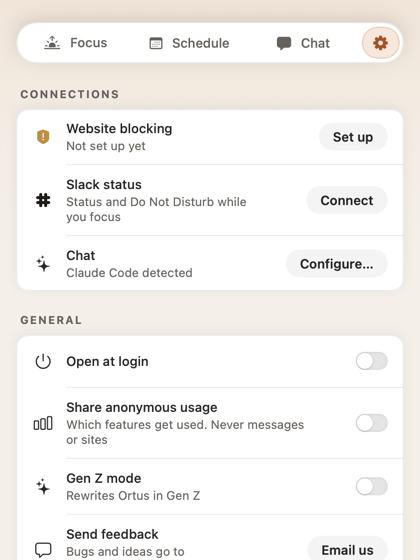 Focus
Schedule
Chat
CONNECTIONS
Website blocking
Not set up yet
Set up
Slack status
Status and Do Not Disturb while
you focus
Connect
Chat
Claude Code detected
Configure...
GENERAL
Open at login
Share anonymous usage
Which features get used. Never messages
or sites
Gen Z mode
Rewrites Ortus in Gen Z
Send feedback
Bugs and ideas go to
Email us